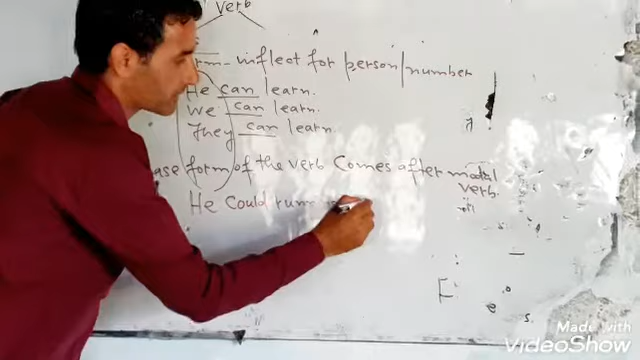 verb
inflect for person/number
He can learn.
we can learn.
They can learn.
ase form of the verb Comes after modal
verb.
He Could
Made with
VideoShow